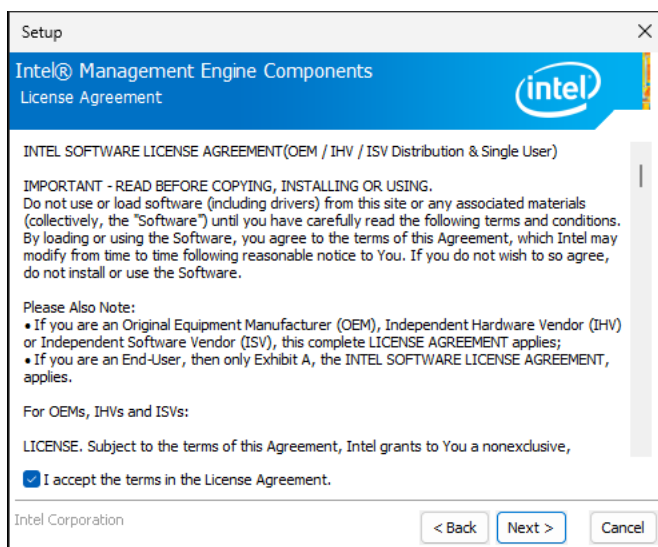 Setup
Intel® Management Engine Components
License Agreement
intel
INTEL SOFTWARE LICENSE AGREEMENT(OEM / IHV / ISV Distribution & Single User)
IMPORTANT - READ BEFORE COPYING, INSTALLING OR USING.
Do not use or load software (including drivers) from this site or any associated materials
(collectively, the "Software") until you have carefully read the following terms and conditions.
By loading or using the Software, you agree to the terms of this Agreement, which Intel may
modify from time to time following reasonable notice to You. If you do not wish to so agree,
do not install or use the Software.
Please Also Note:
• If you are an Original Equipment Manufacturer (OEM), Independent Hardware Vendor (IHV)
or Independent Software Vendor (ISV), this complete LICENSE AGREEMENT applies;
• If you are an End-User, then only Exhibit A, the INTEL SOFTWARE LICENSE AGREEMENT,
applies.
For OEMs, IHVs and ISVs:
LICENSE. Subject to the terms of this Agreement, Intel grants to You a nonexclusive,
I accept the terms in the License Agreement.
Intel Corporation
< Back Next > Cancel